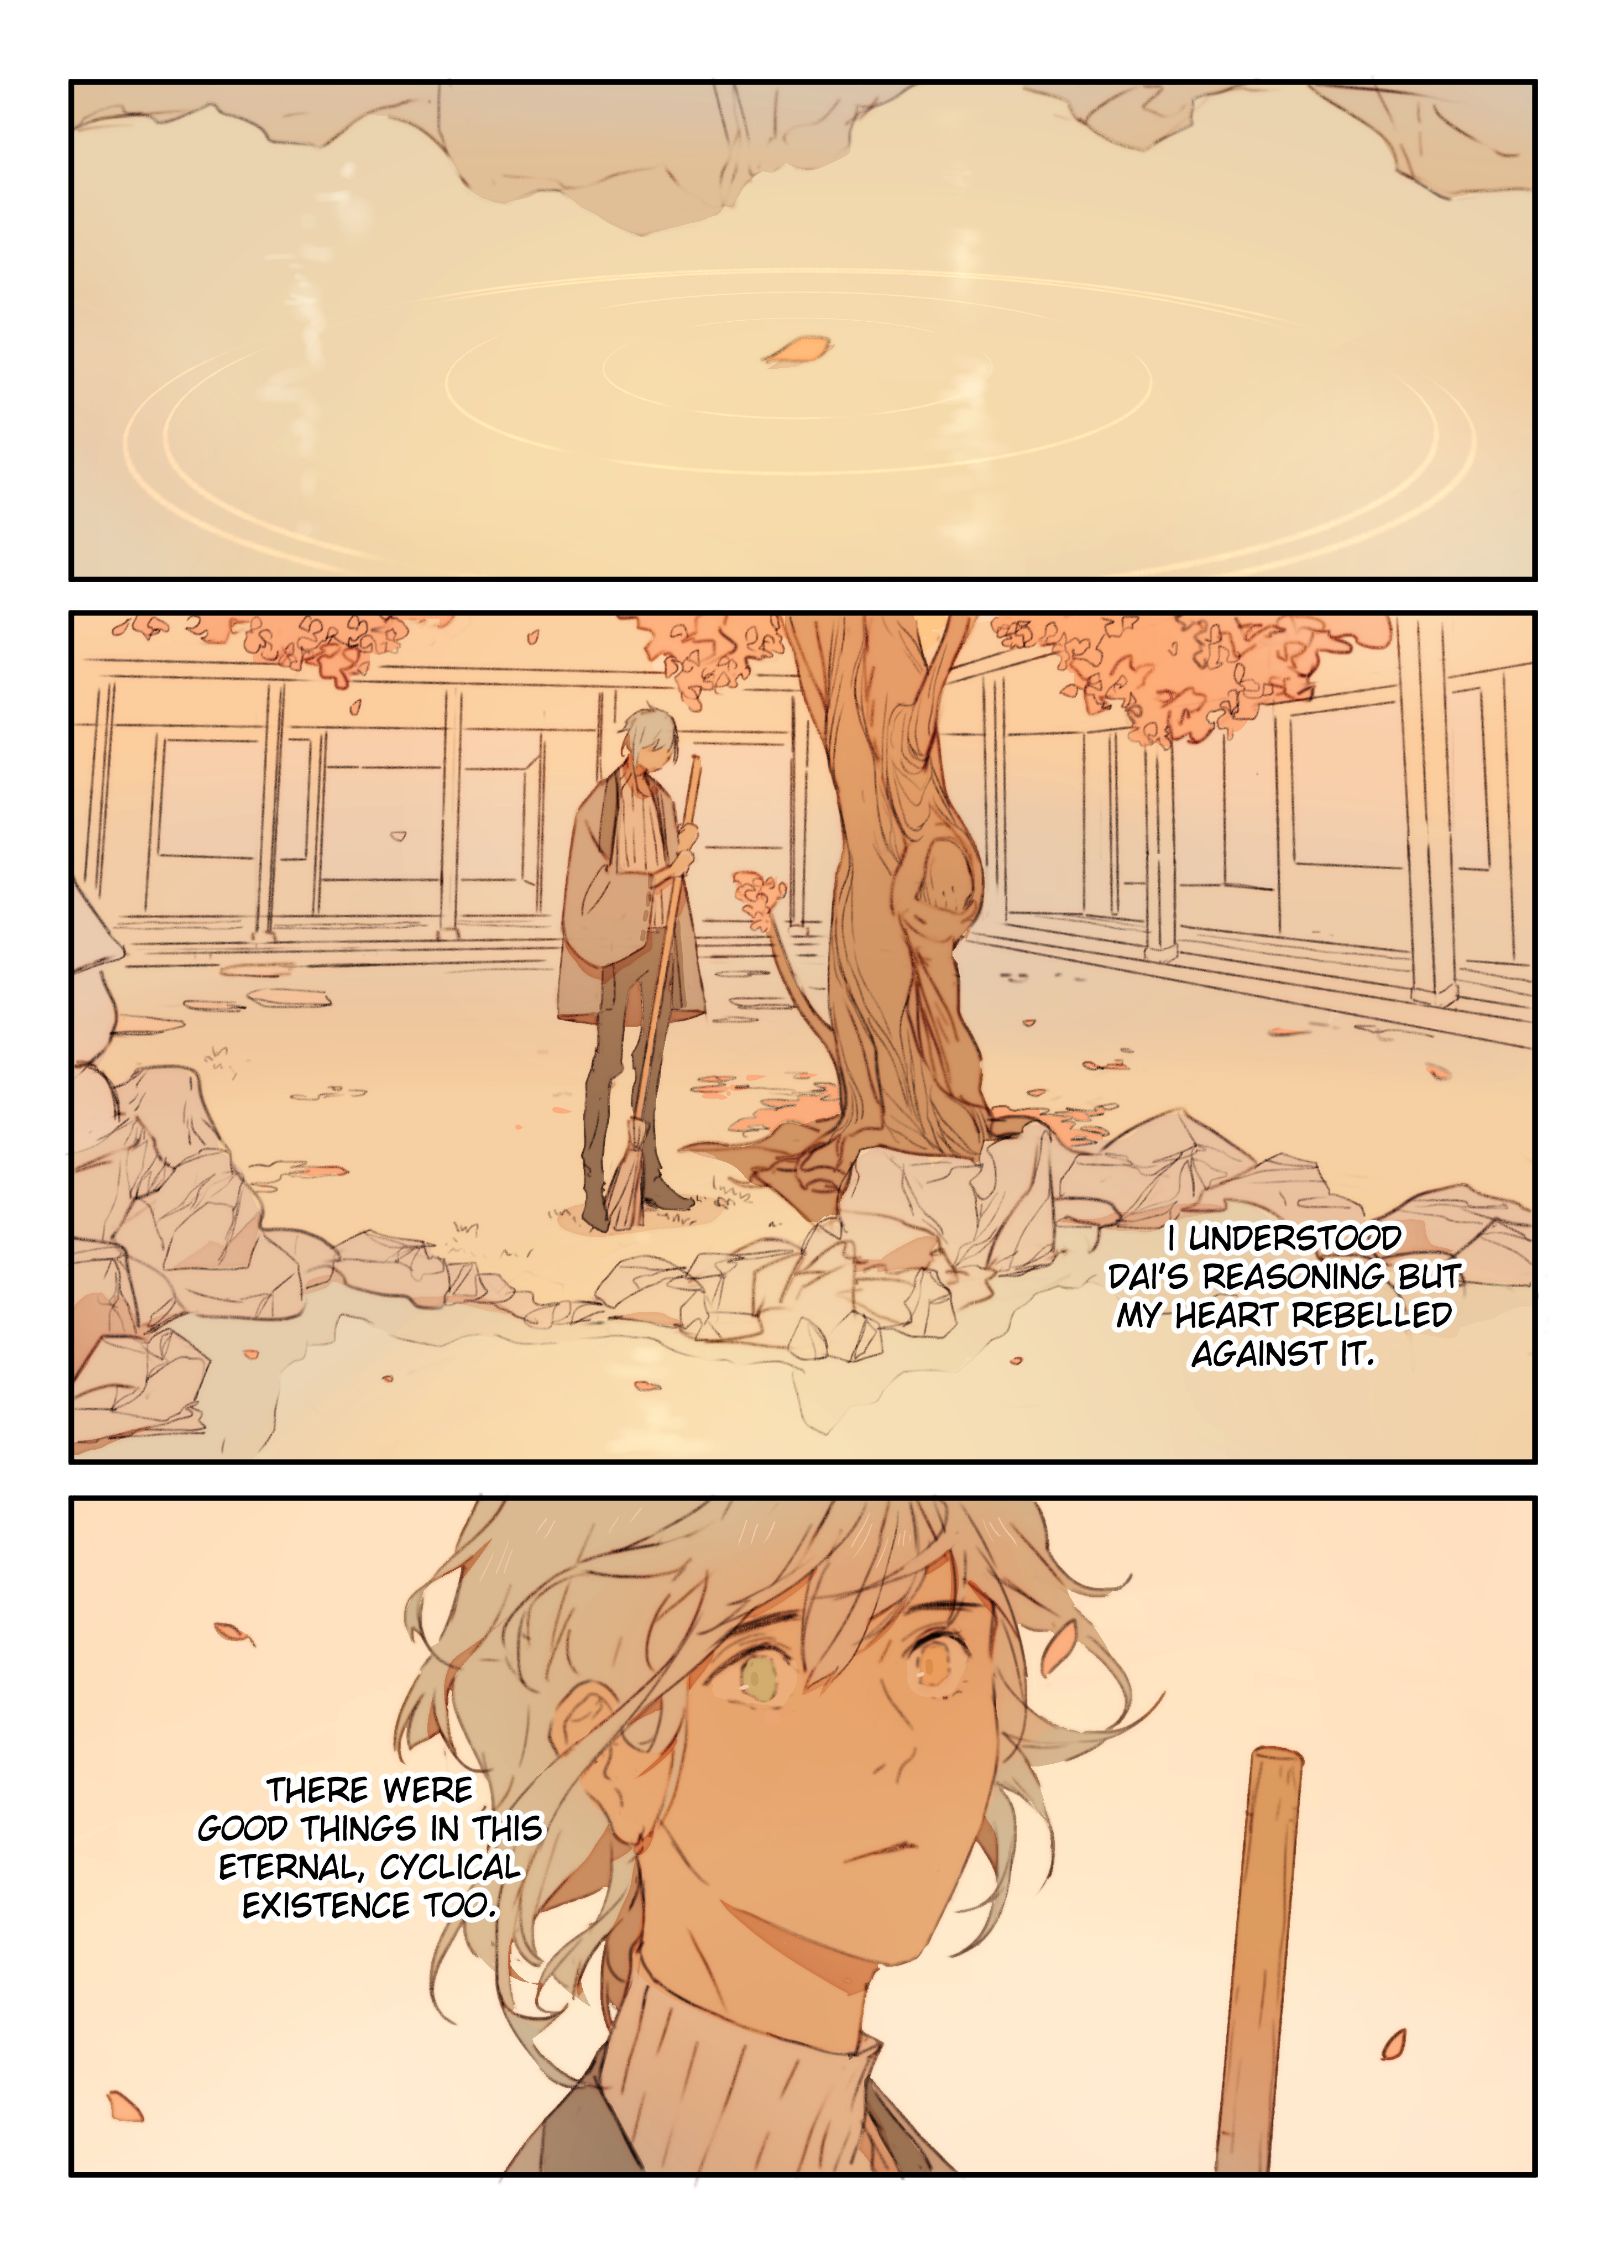 I UNDERSTOOD
DAI'S REASONING BUT
MY HEART REBELLED
AGAINST IT.
THERE WERE
GOOD THINGS IN THIS
ETERNAL, CYCLICAL
EXISTENCE TOO.